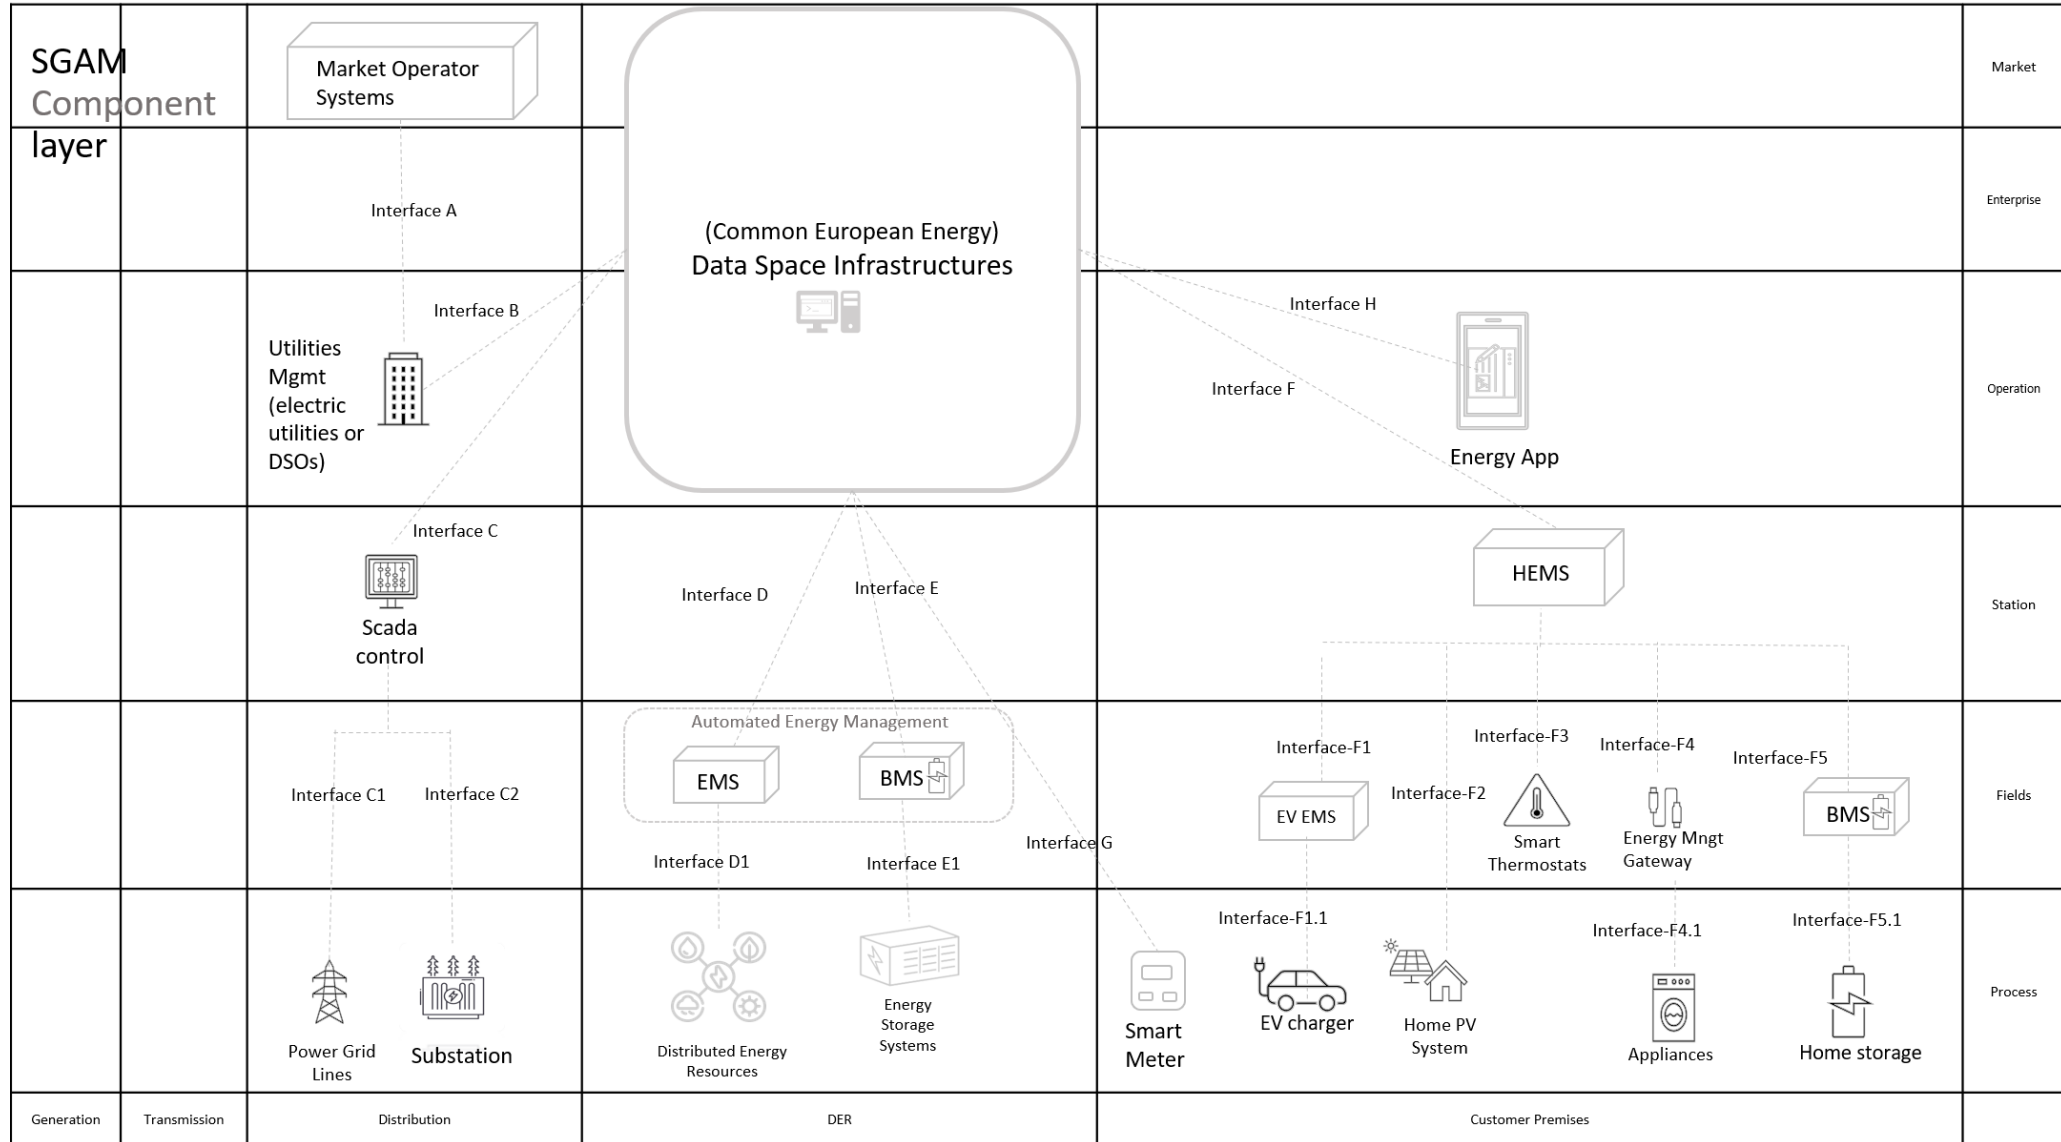 SGAM
Component
layer
Market Operator
Systems
Market
Interface A
(Common European Energy)
Data Space Infrastructures
Enterprise
Interface B
Utilities
Mgmt
(electric
utilities or
DSOs)
Interface H
Interface F
Energy App
Operation
Interface C
Scada
control
Interface D
Interface E
HEMS
Station
Interface C1
Interface C2
Automated Energy Management
EMS
BMS
Interface D1
Interface E1
Interface G
Interface-F1
Interface-F2
Interface-F3
Interface-F4
Interface-F5
EV EMS
Smart
Thermostats
Energy Mngt
Gateway
BMS
Fields
Power Grid
Lines
Substation
Distributed Energy
Resources
Energy
Storage
Systems
Smart
Meter
Interface-F1.1
EV charger
Home PV
System
Interface-F4.1
Appliances
Interface-F5.1
Home storage
Process
Generation
Transmission
Distribution
DER
Customer Premises